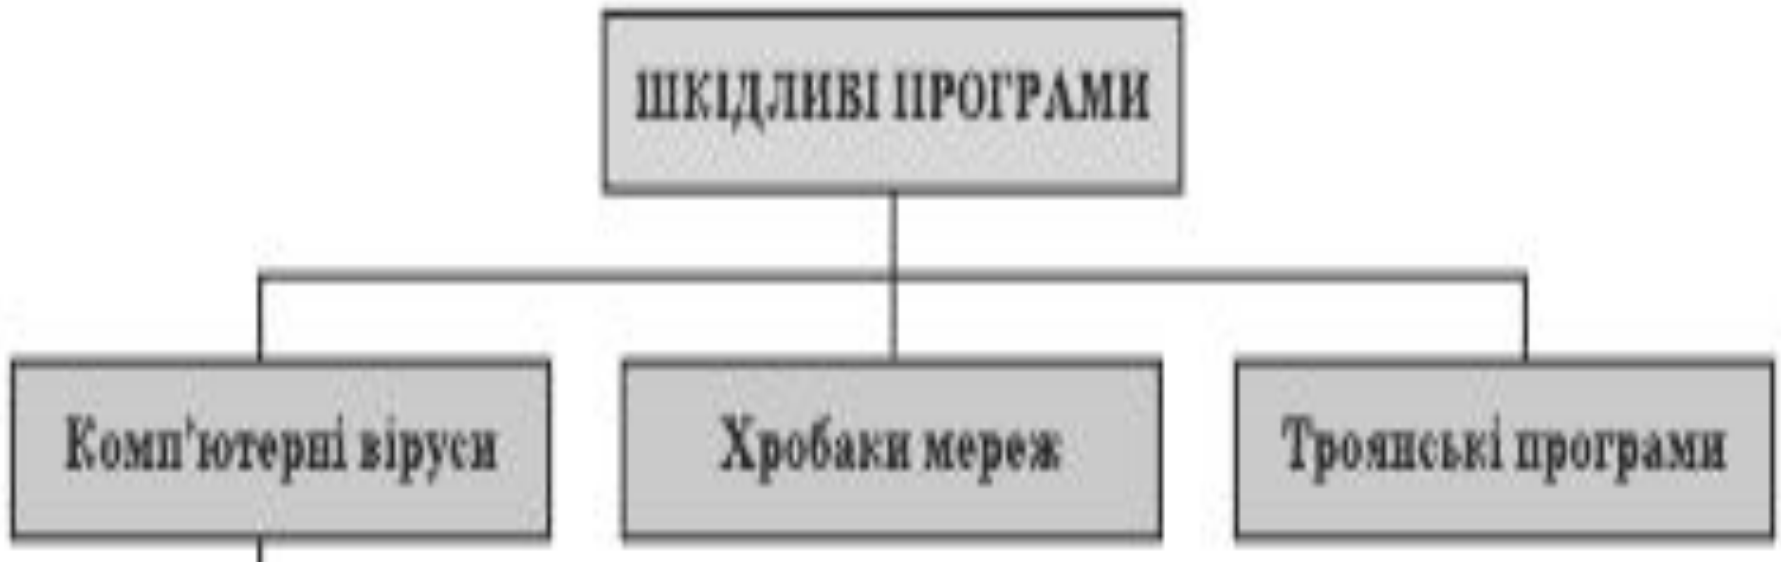 ШКІДЛИВІ ПРОГРАМИ
Комп'ютерні віруси
Хробаки мереж
Троянські програми